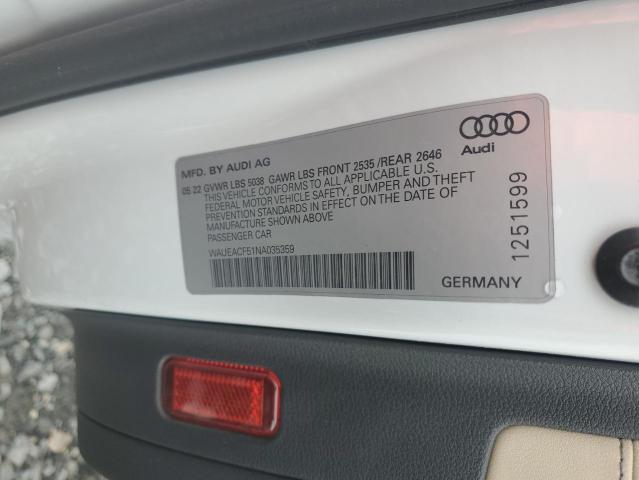 Audi
MFD. BY AUDI AG
05 22 GVWR LBS 5038 GAWR LBS FRONT 2535 /REAR 2646
THIS VEHICLE CONFORMS TO ALL APPLICABLE U.S.
FEDERAL MOTOR VEHICLE SAFETY, BUMPER AND THEFT
PREVENTION STANDARDS IN EFFECT ON THE DATE OF
MANUFACTURE SHOWN ABOVE
PASSENGER CAR
WAUEACF51NA035359
1251599
GERMANY